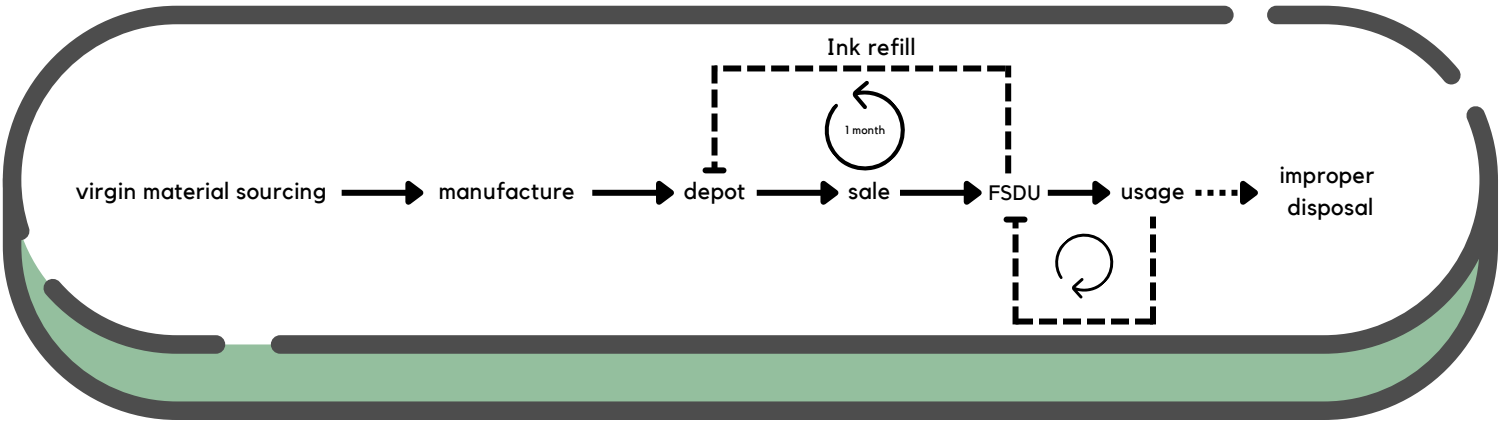 Ink refill
1 month
virgin material sourcing
manufacture
depot
sale
FSDU
usage
improper
disposal